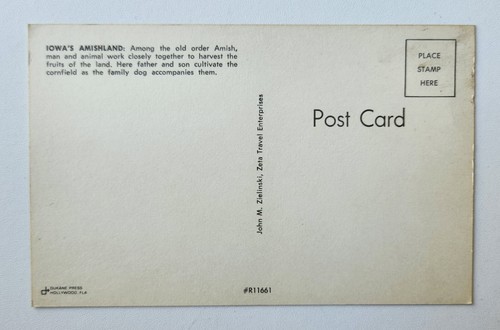 IOWA'S AMISHLAND: Among the old order Amish,
man and animal work closely together to harvest the
fruits of the land. Here father and son cultivate the
cornfield as the family dog accompanies them.
PLACE
STAMP
HERE
Post Card
John M. Zielinski, Zeta Travel Enterprises
DUKANE PRESS
HOLLYWOOD, FLA
#R11661